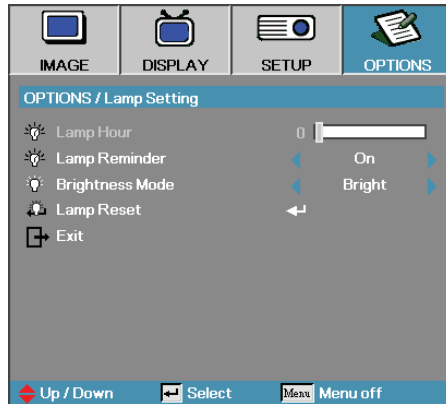 IMAGE DISPLAY SETUP OPTIONS
OPTIONS / Lamp Setting
Lamp Hour 0
Lamp Reminder On
Brightness Mode Bright
Lamp Reset
Exit
Up / Down Select Menu Menu off